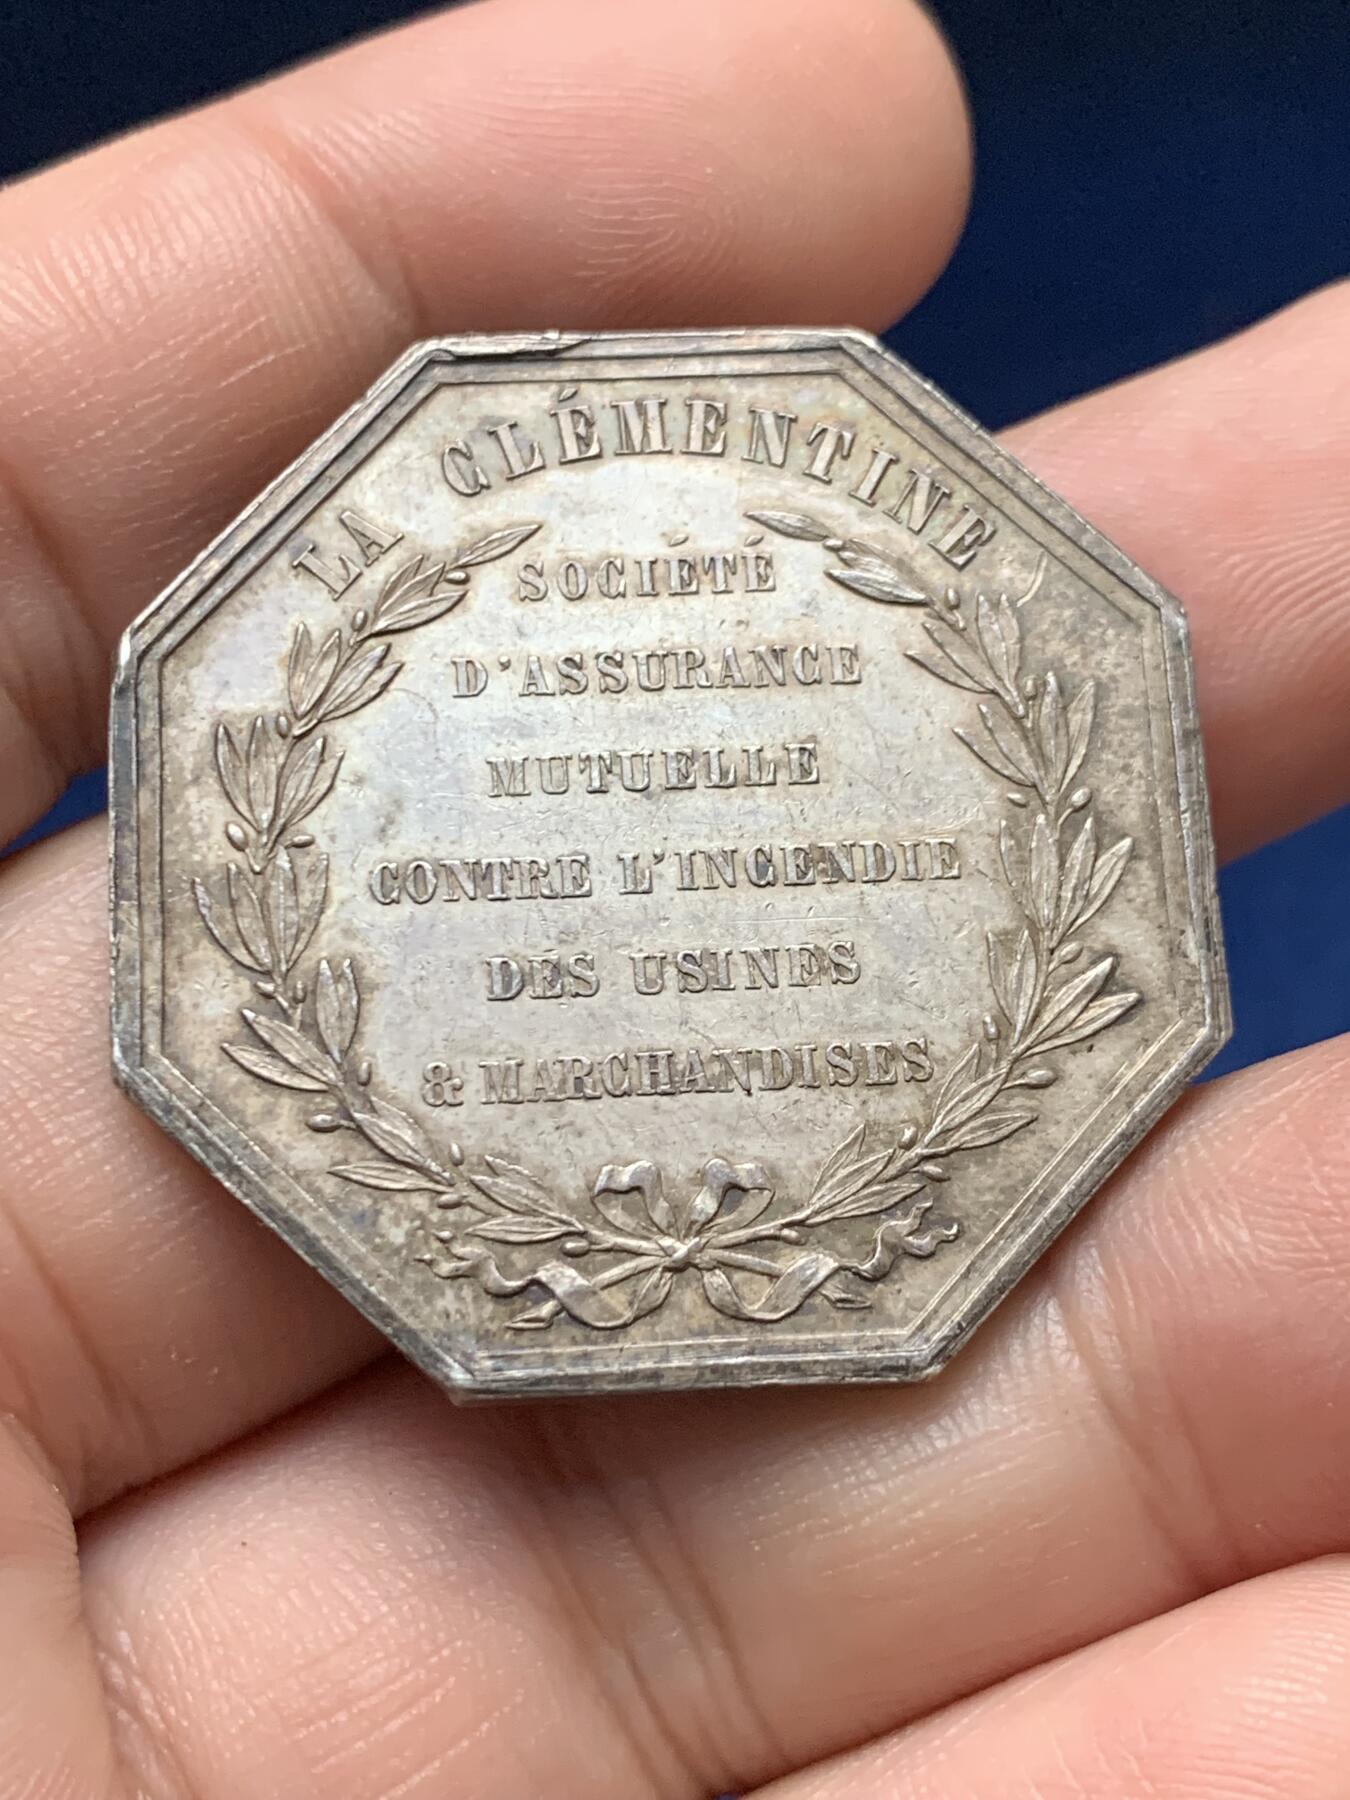 LA CLÉMENTINE
SOCIÉTÉ
D'ASSURANCE
MUTUELLE
CONTRE L'INCENDIE
DES USINES
& MARCHANDISES